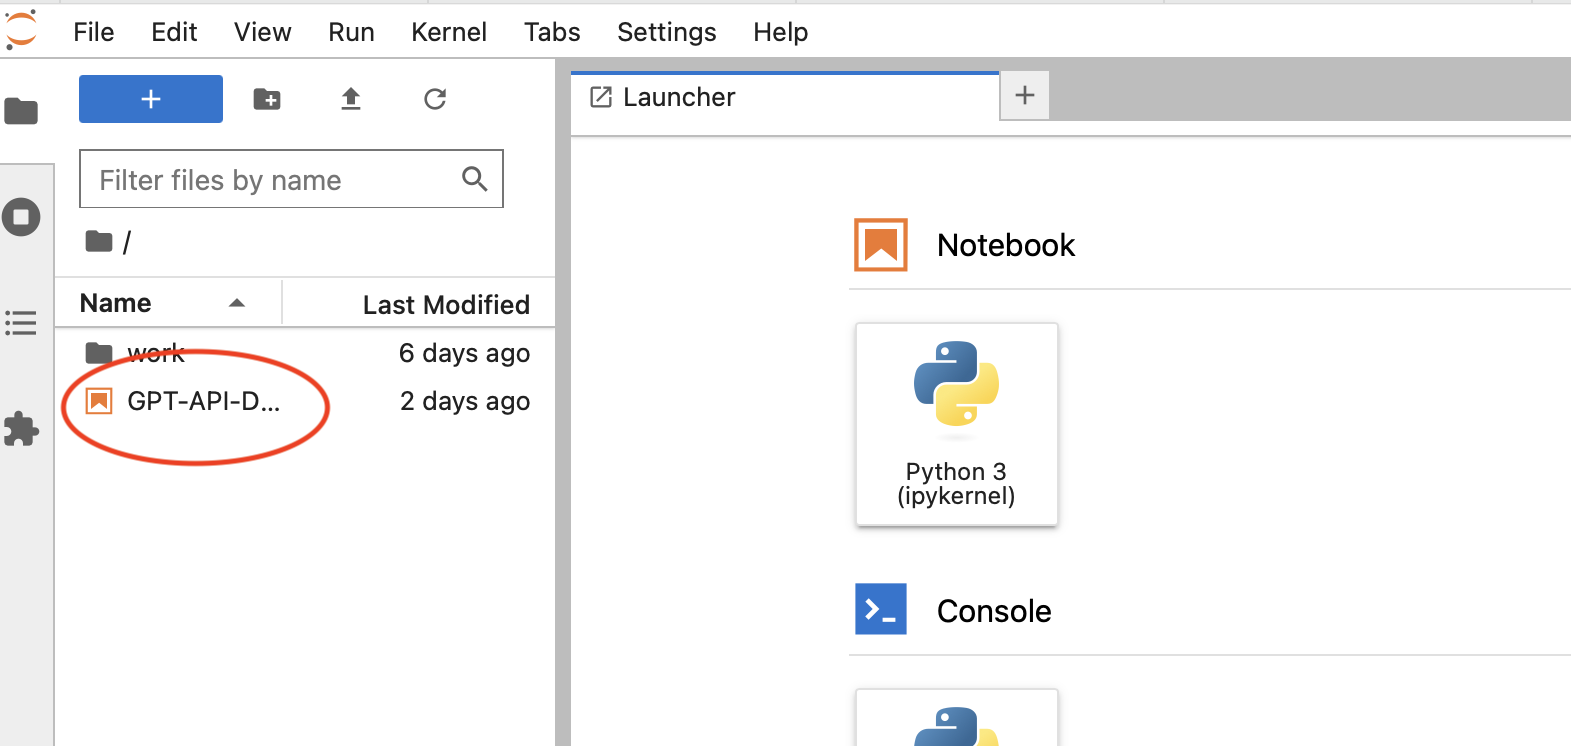 File Edit View Run Kernel Tabs Settings Help
Launcher
Filter files by name
/
Name Last Modified
work 6 days ago
GPT-API-D... 2 days ago
Notebook
Python 3
(ipykernel)
Console